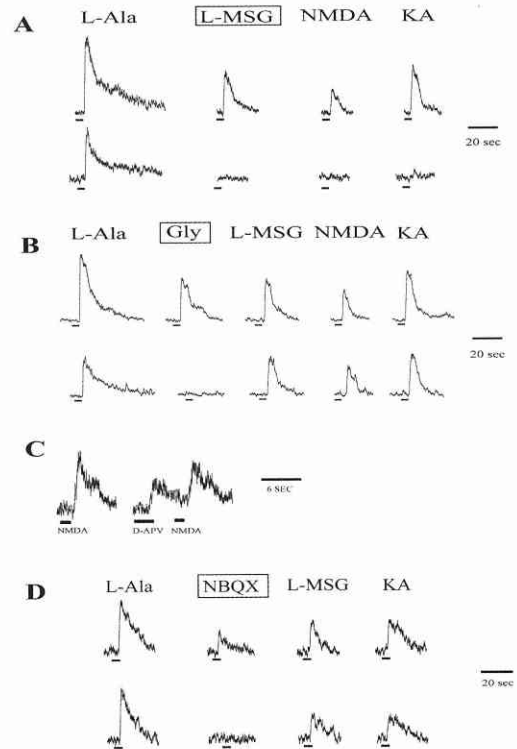 A
L-Ala L-MSG NMDA KA
20 sec
B
L-Ala Gly L-MSG NMDA KA
20 sec
C
6 SEC
NMDA D-APV NMDA
D
L-Ala NBQX L-MSG KA
20 sec